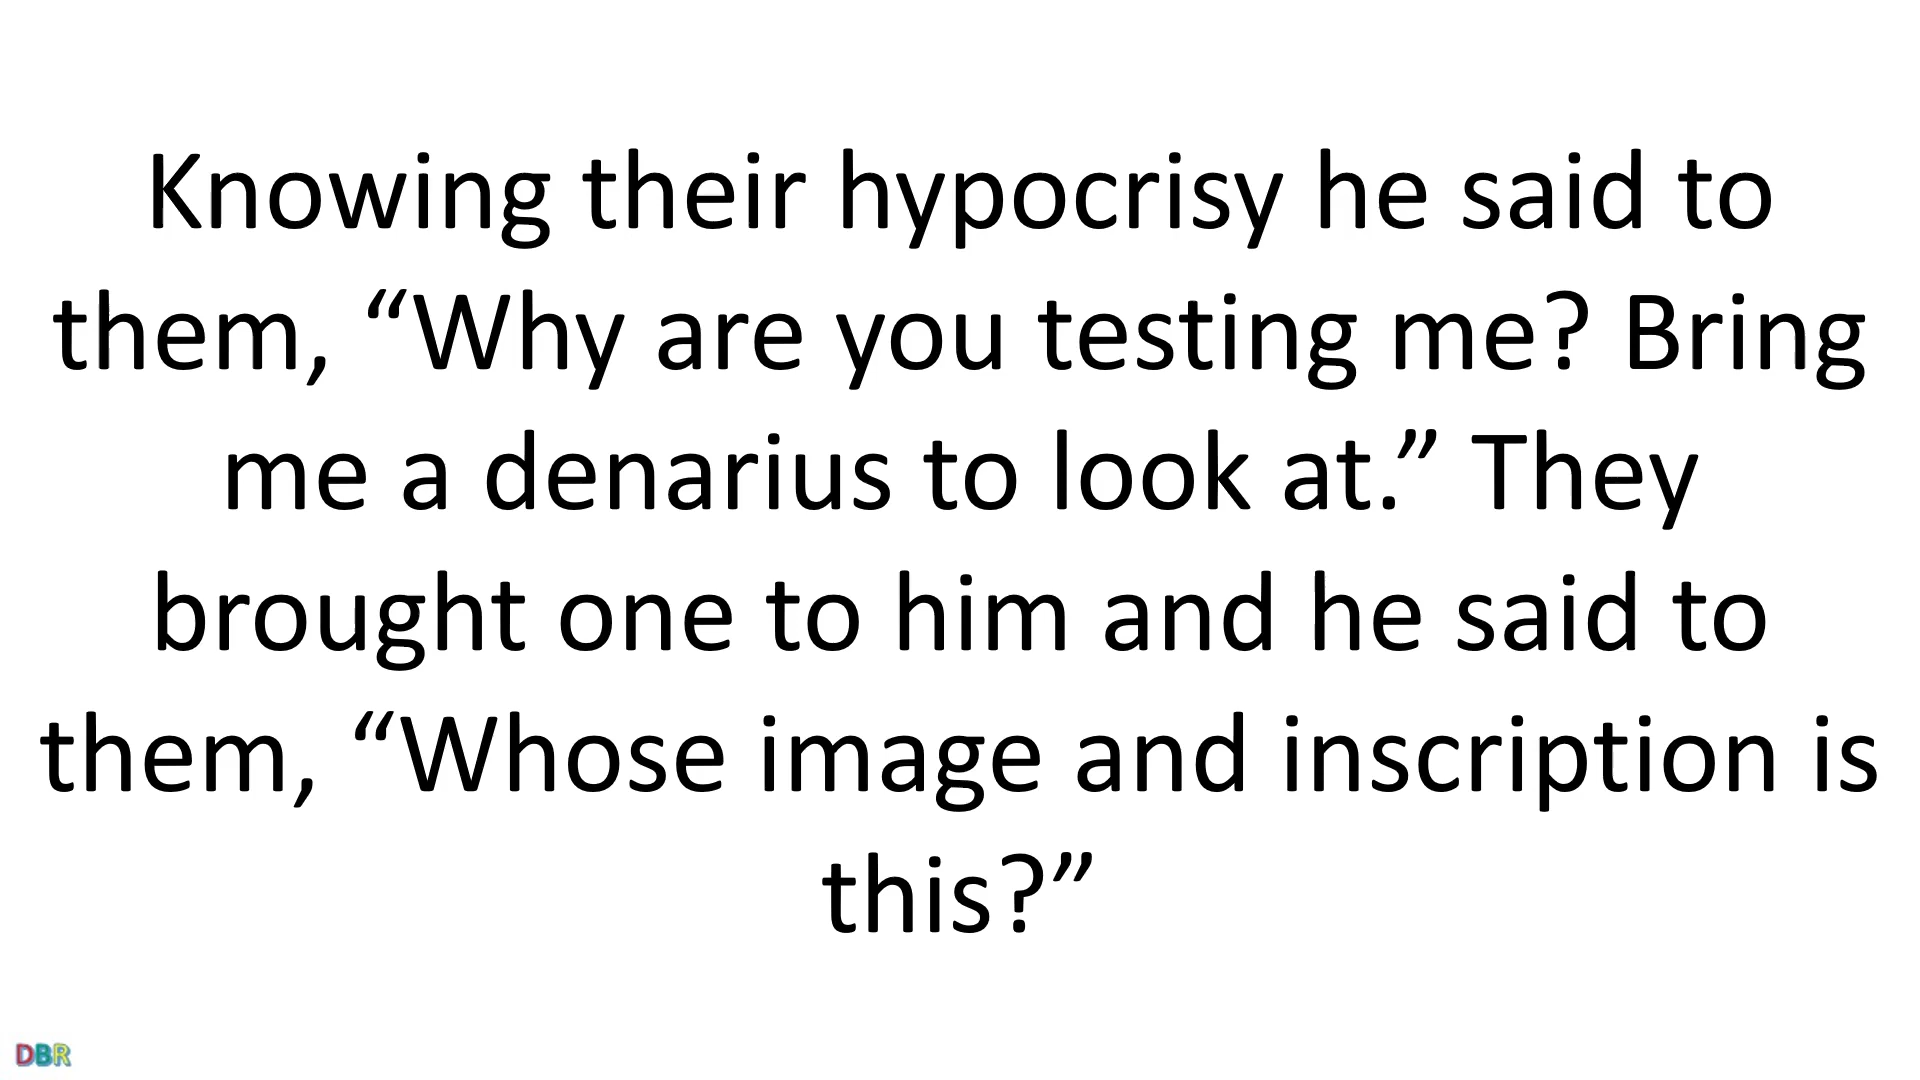 Knowing their hypocrisy he said to
them, “Why are you testing me? Bring
me a denarius to look at.” They
brought one to him and he said to
them, “Whose image and inscription is
this?”
DBR